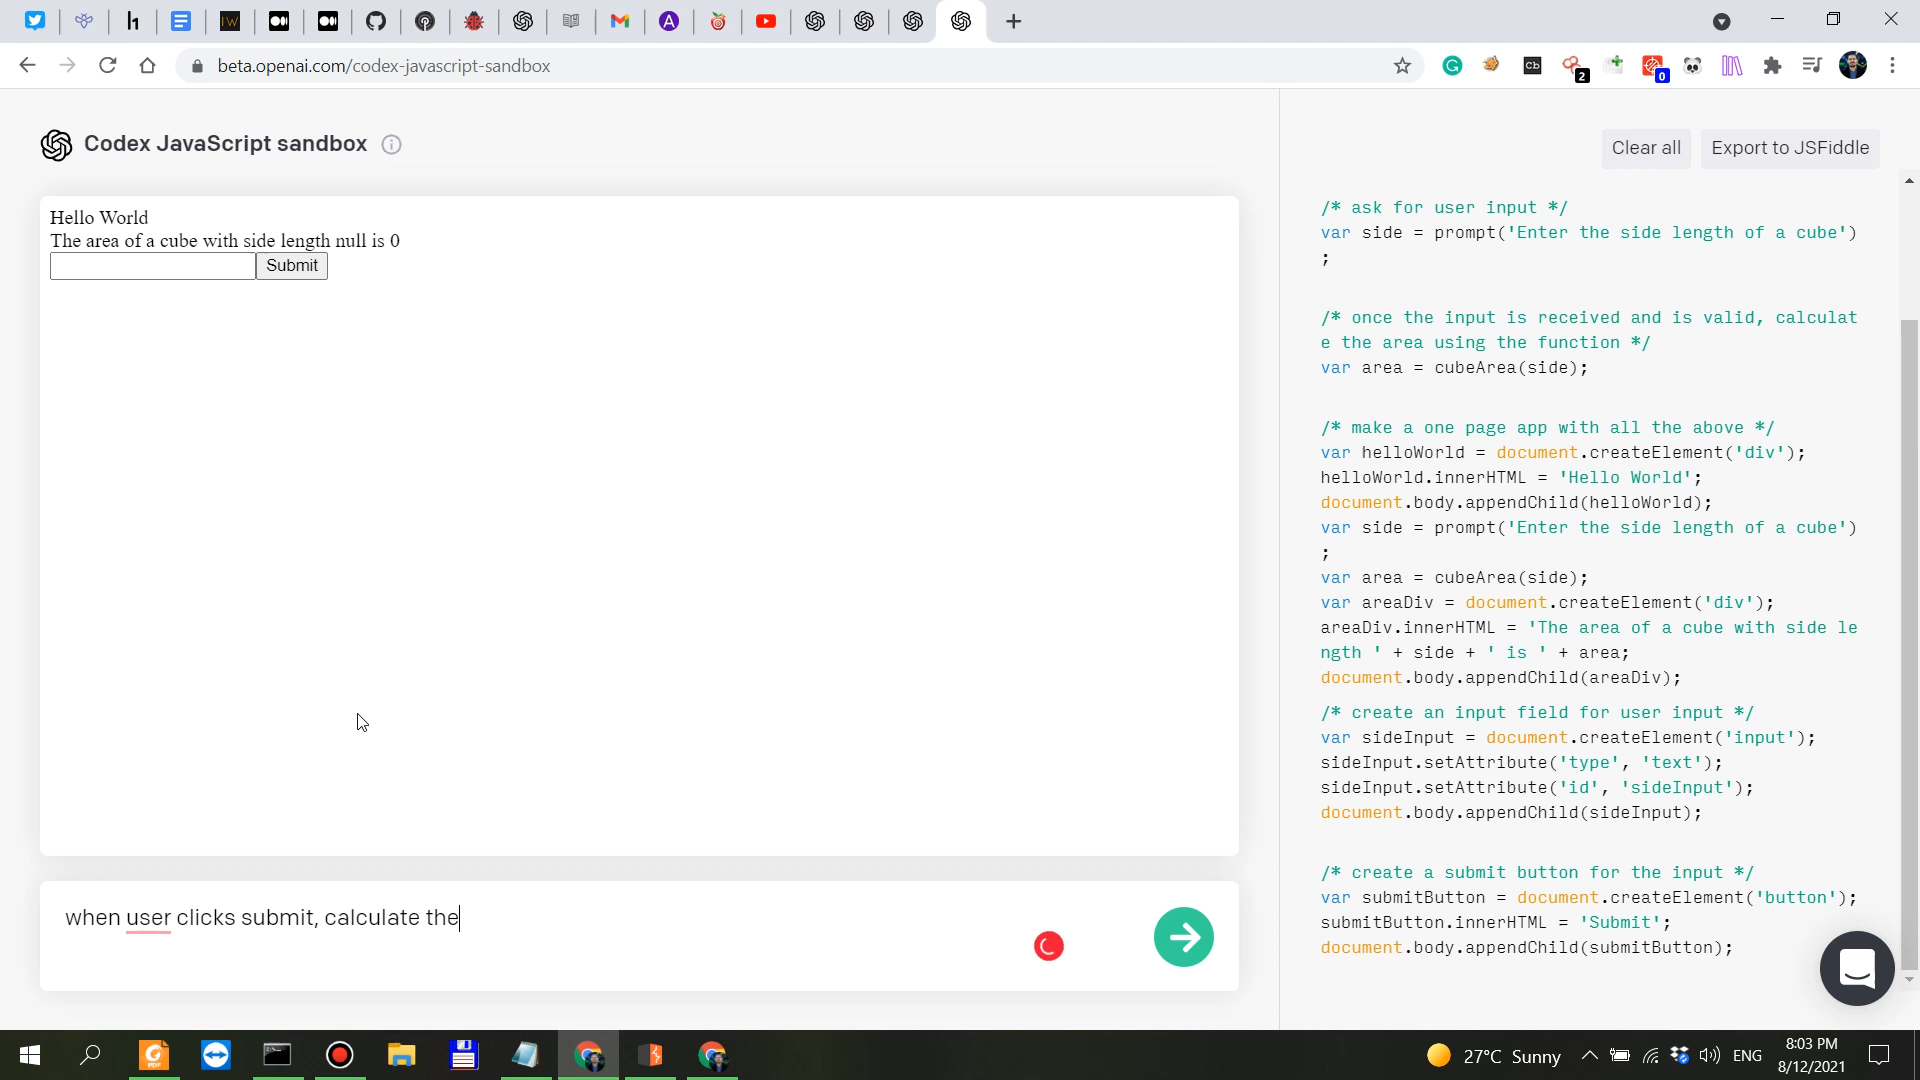 beta.openai.com/codex-javascript-sandbox
Codex JavaScript sandbox
Clear all
Export to JSFiddle
Hello World
The area of a cube with side length null is 0
Submit
when user clicks submit, calculate the
/* ask for user input */
var side = prompt('Enter the side length of a cube')
;
/* once the input is received and is valid, calculat
e the area using the function */
var area = cubeArea(side);
/* make a one page app with all the above */
var helloWorld = document.createElement('div');
helloWorld.innerHTML = 'Hello World';
document.body.appendChild(helloWorld);
var side = prompt('Enter the side length of a cube')
;
var area = cubeArea(side);
var areaDiv = document.createElement('div');
areaDiv.innerHTML = 'The area of a cube with side le
ngth ' + side + ' is ' + area;
document.body.appendChild(areaDiv);
/* create an input field for user input */
var sideInput = document.createElement('input');
sideInput.setAttribute('type', 'text');
sideInput.setAttribute('id', 'sideInput');
document.body.appendChild(sideInput);
/* create a submit button for the input */
var submitButton = document.createElement('button');
submitButton.innerHTML = 'Submit';
document.body.appendChild(submitButton);
27°C Sunny
ENG
8:03 PM
8/12/2021